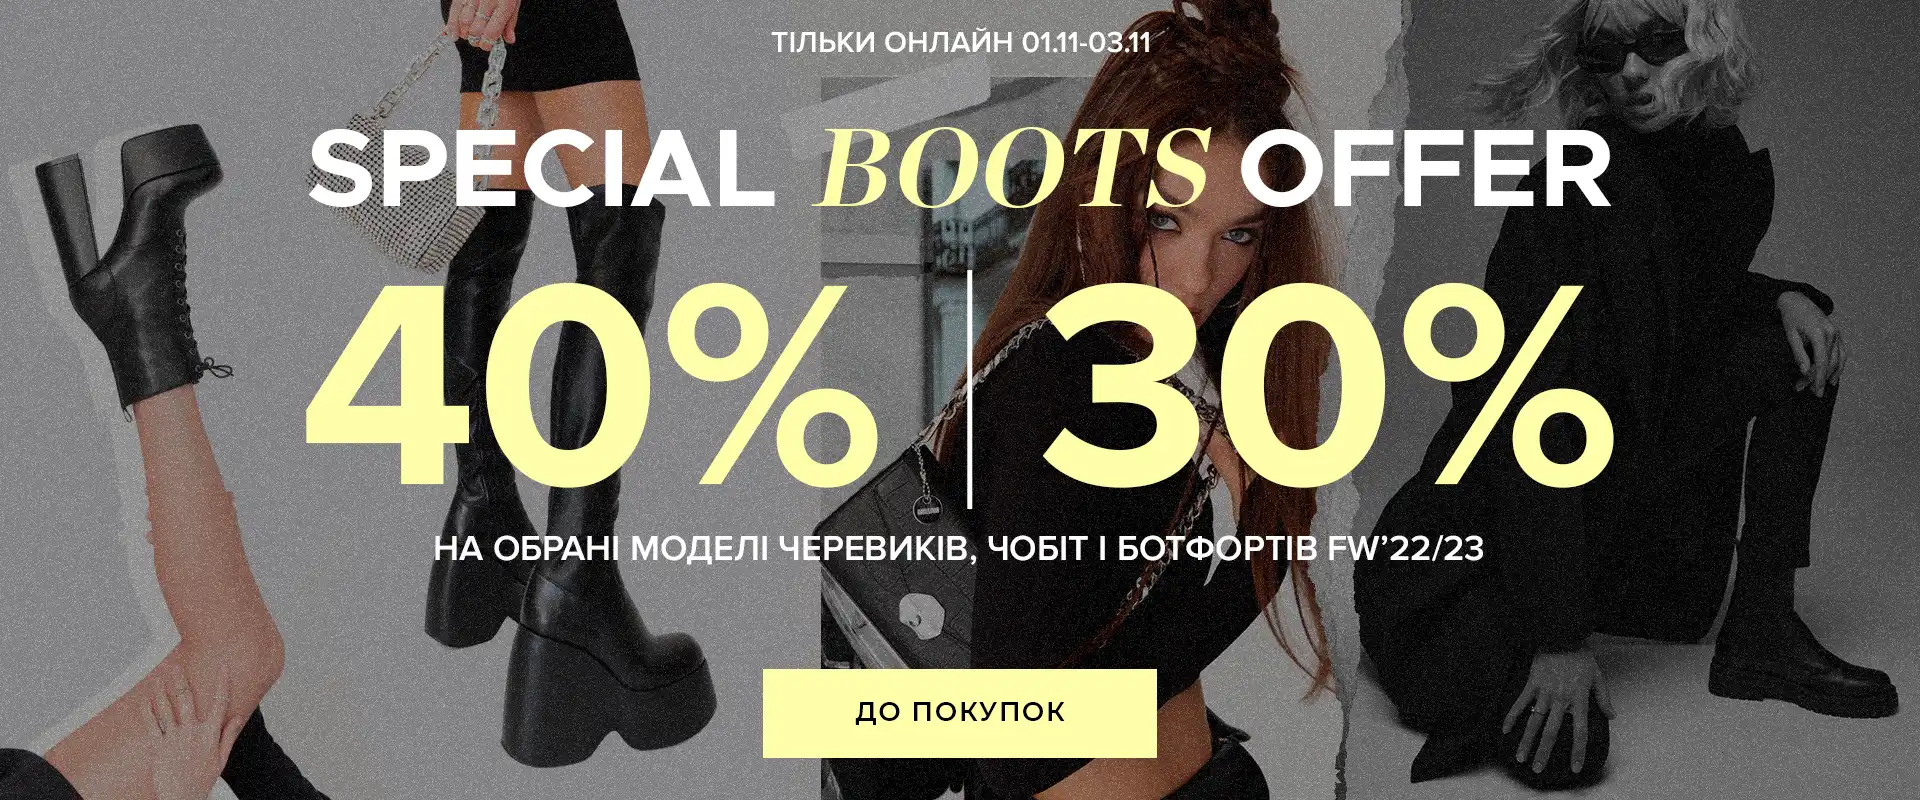 ТІЛЬКИ ОНЛАЙН 01.11-03.11
SPECIAL BOOTS OFFER
40% | 30%
НА ОБРАНІ МОДЕЛІ ЧЕРЕВИКІВ, ЧОБІТ І БОТФОРТІВ FW’22/23
ДО ПОКУПОК